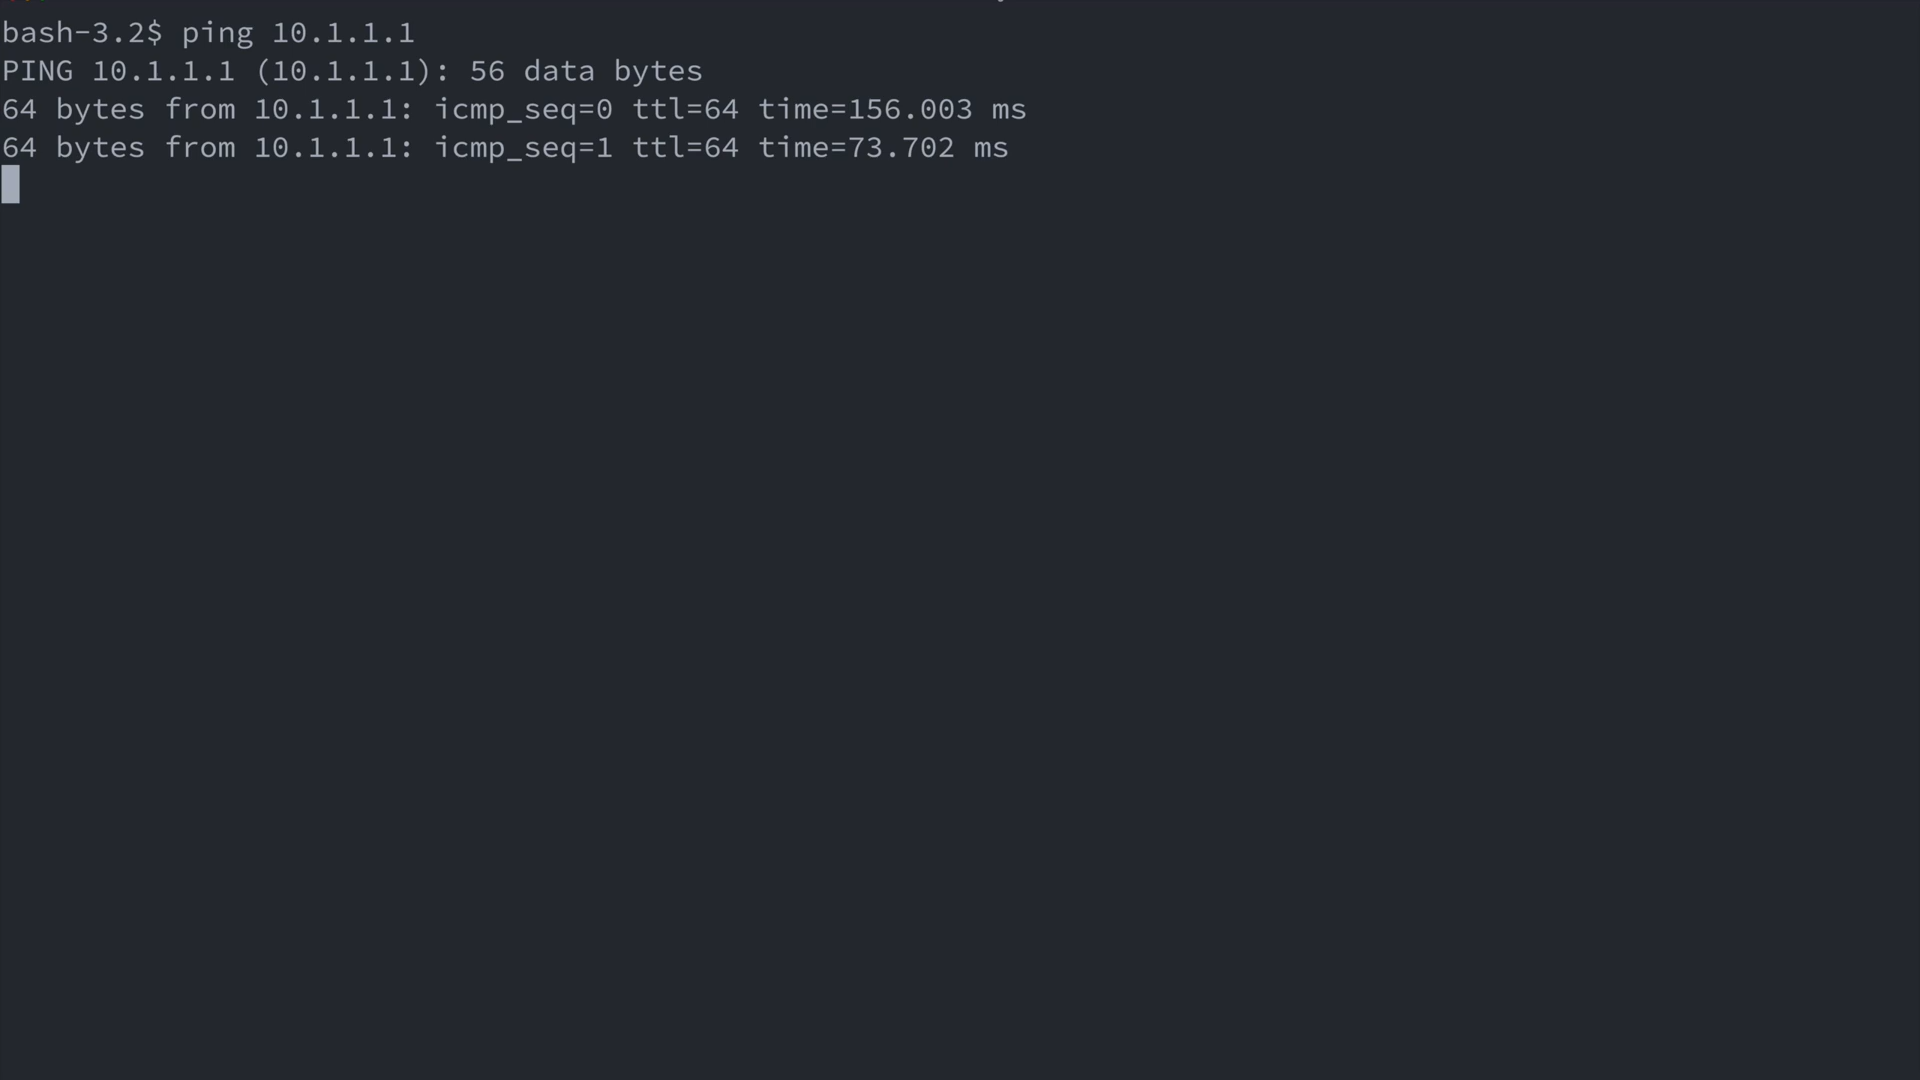 bash-3.2$ ping 10.1.1.1
PING 10.1.1.1 (10.1.1.1): 56 data bytes
64 bytes from 10.1.1.1: icmp_seq=0 ttl=64 time=156.003 ms
64 bytes from 10.1.1.1: icmp_seq=1 ttl=64 time=73.702 ms